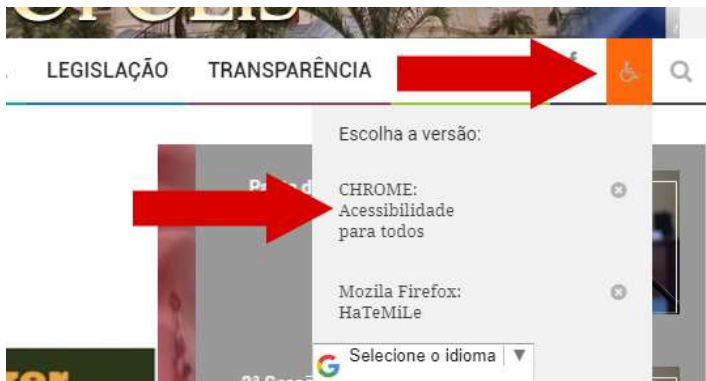 LEGISLAÇÃO TRANSPARÊNCIA
Escolha a versão:
CHROME:
Acessibilidade
para todos
Mozila Firefox:
HaTeMiLe
Selecione o idioma ▼